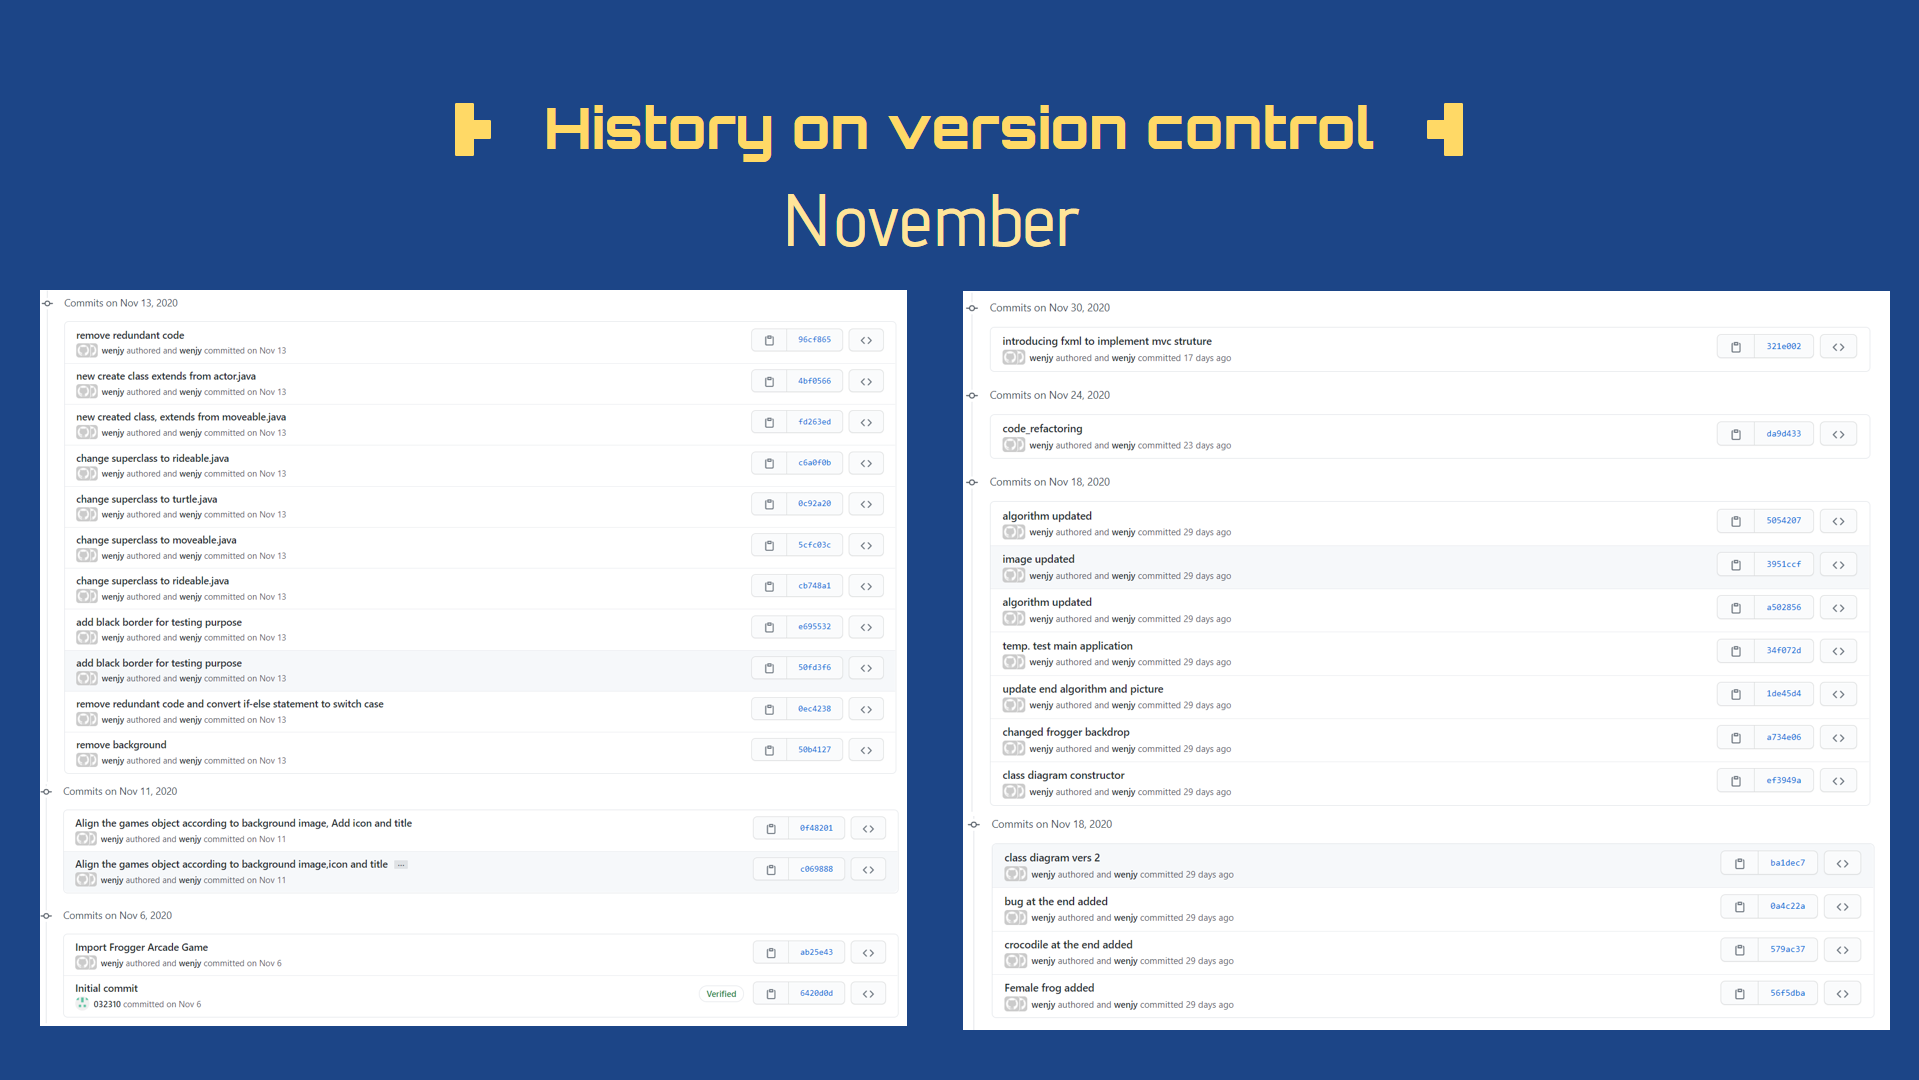 History on version control
November
Commits on Nov 13, 2020
remove redundant code
wenjy authored and wenjy committed on Nov 13
96cf865
new create class extends from actor.java
wenjy authored and wenjy committed on Nov 13
4bf0566
new created class, extends from moveable.java
wenjy authored and wenjy committed on Nov 13
fd263ed
change superclass to rideable.java
wenjy authored and wenjy committed on Nov 13
c6a0f0b
change superclass to turtle.java
wenjy authored and wenjy committed on Nov 13
0c92a20
change superclass to moveable.java
wenjy authored and wenjy committed on Nov 13
5cfc03c
change superclass to rideable.java
wenjy authored and wenjy committed on Nov 13
cb748a1
add black border for testing purpose
wenjy authored and wenjy committed on Nov 13
e695532
add black border for testing purpose
wenjy authored and wenjy committed on Nov 13
50fd3f6
remove redundant code and convert if-else statement to switch case
wenjy authored and wenjy committed on Nov 13
0ec4238
remove background
wenjy authored and wenjy committed on Nov 13
50b4127
Commits on Nov 11, 2020
Align the games object according to background image, Add icon and title
wenjy authored and wenjy committed on Nov 11
0f48201
Align the games object according to background image,icon and title ...
wenjy authored and wenjy committed on Nov 11
c069888
Commits on Nov 6, 2020
Import Frogger Arcade Game
wenjy authored and wenjy committed on Nov 6
ab25e43
Initial commit
032310 committed on Nov 6
Verified
6420d0d
Commits on Nov 30, 2020
introducing fxml to implement mvc struture
wenjy authored and wenjy committed 17 days ago
321e002
Commits on Nov 24, 2020
code_refactoring
wenjy authored and wenjy committed 23 days ago
da9d433
Commits on Nov 18, 2020
algorithm updated
wenjy authored and wenjy committed 29 days ago
5054207
image updated
wenjy authored and wenjy committed 29 days ago
3951ccf
algorithm updated
wenjy authored and wenjy committed 29 days ago
a502856
temp. test main application
wenjy authored and wenjy committed 29 days ago
34f072d
update end algorithm and picture
wenjy authored and wenjy committed 29 days ago
1de45d4
changed frogger backdrop
wenjy authored and wenjy committed 29 days ago
a734e06
class diagram constructor
wenjy authored and wenjy committed 29 days ago
ef3949a
Commits on Nov 18, 2020
class diagram vers 2
wenjy authored and wenjy committed 29 days ago
ba1dec7
bug at the end added
wenjy authored and wenjy committed 29 days ago
0a4c22a
crocodile at the end added
wenjy authored and wenjy committed 29 days ago
579ac37
Female frog added
wenjy authored and wenjy committed 29 days ago
56f5dba